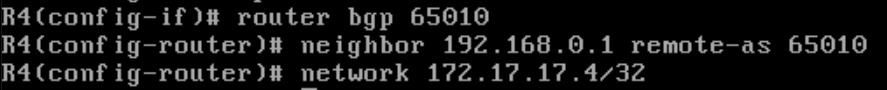 R4(config-if)# router bgp 65010
R4(config-router)# neighbor 192.168.0.1 remote-as 65010
R4(config-router)# network 172.17.17.4/32